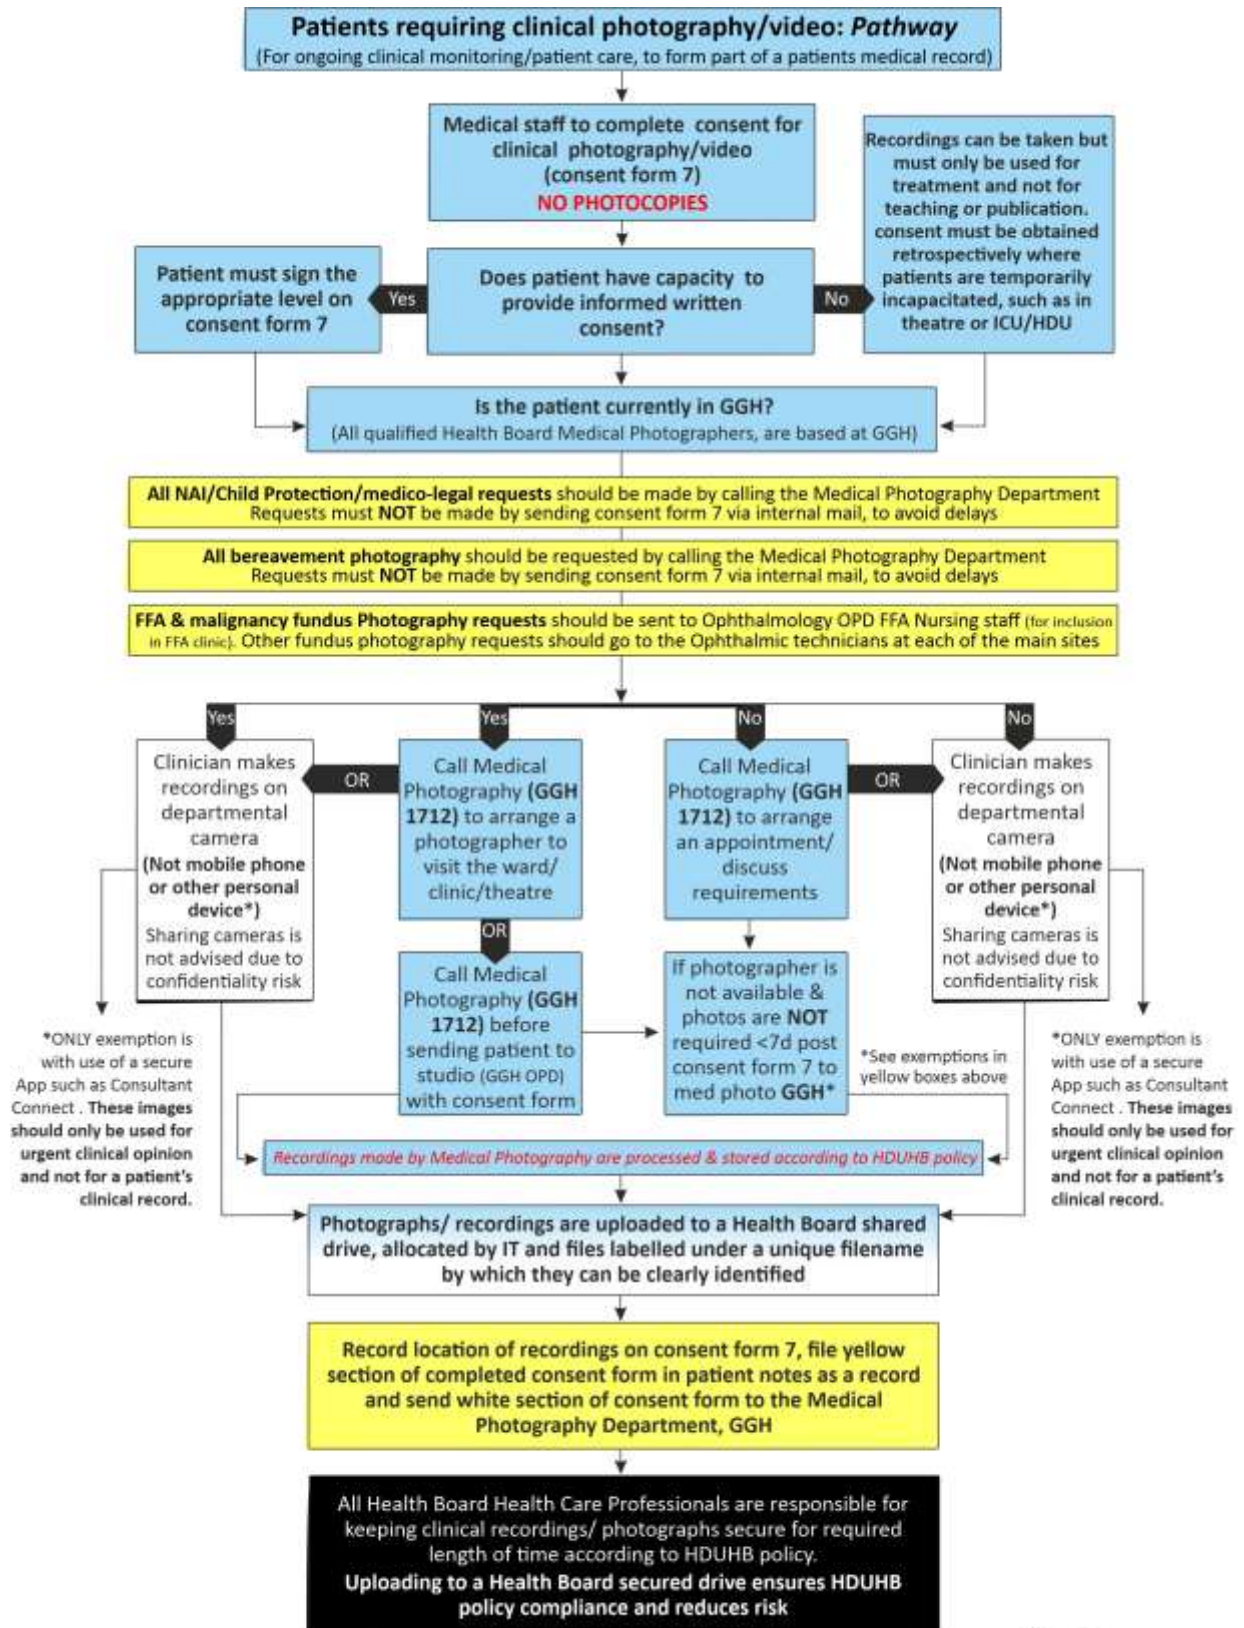 Patients requiring clinical photography/video: Pathway
(For ongoing clinical monitoring/patient care, to form part of a patients medical record)
Medical staff to complete consent for
clinical photography/video
(consent form 7)
NO PHOTOCOPIES
Recordings can be taken but
must only be used for
treatment and not for
teaching or publication.
consent must be obtained
retrospectively where
patients are temporarily
incapacitated, such as in
theatre or ICU/HDU
Patient must sign the
appropriate level on
consent form 7
Yes
Does patient have capacity to
provide informed written
consent?
No
Is the patient currently in GGH?
(All qualified Health Board Medical Photographers, are based at GGH)
All NAI/Child Protection/medico-legal requests should be made by calling the Medical Photography Department
Requests must NOT be made by sending consent form 7 via internal mail, to avoid delays
All bereavement photography should be requested by calling the Medical Photography Department
Requests must NOT be made by sending consent form 7 via internal mail, to avoid delays
FFA & malignancy fundus Photography requests should be sent to Ophthalmology OPD FFA Nursing staff (for inclusion
in FFA clinic). Other fundus photography requests should go to the Ophthalmic technicians at each of the main sites
Yes
Yes
No
No
Clinician makes
recordings on
departmental
camera
(Not mobile phone
or other personal
device*)
Sharing cameras is
not advised due to
confidentiality risk
OR
Call Medical
Photography (GGH
1712) to arrange a
photographer to
visit the ward/
clinic/theatre
Call Medical
Photography (GGH
1712) to arrange
an appointment/
discuss
requirements
OR
Clinician makes
recordings on
departmental
camera
(Not mobile phone
or other personal
device*)
Sharing cameras is
not advised due to
confidentiality risk
OR
Call Medical
Photography (GGH
1712) before
sending patient to
studio (GGH OPD)
with consent form
If photographer is
not available &
photos are NOT
required <7d post
consent form 7 to
med photo GGH*
*See exemptions in
yellow boxes above
*ONLY exemption is
with use of a secure
App such as Consultant
Connect . These images
should only be used for
urgent clinical opinion
and not for a patient's
clinical record.
*ONLY exemption is
with use of a secure
App such as Consultant
Connect . These images
should only be used for
urgent clinical opinion
and not for a patient's
clinical record.
Recordings made by Medical Photography are processed & stored according to HDUHB policy
Photographs/ recordings are uploaded to a Health Board shared
drive, allocated by IT and files labelled under a unique filename
by which they can be clearly identified
Record location of recordings on consent form 7, file yellow
section of completed consent form in patient notes as a record
and send white section of consent form to the Medical
Photography Department, GGH
All Health Board Health Care Professionals are responsible for
keeping clinical recordings/ photographs secure for required
length of time according to HDUHB policy.
Uploading to a Health Board secured drive ensures HDUHB
policy compliance and reduces risk